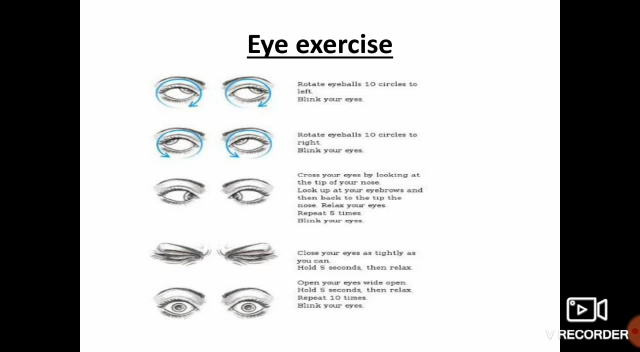 Eye exercise
Rotate eyeballs 10 circles to
left.
Blink your eyes.
Rotate eyeballs 10 circles to
right.
Blink your eyes.
Cross your eyes by looking at
the tip of your nose.
Look up at your eyebrows and
then back to the tip the
nose. Relax your eyes.
Repeat 5 times.
Blink your eyes.
Close your eyes as tightly as
you can.
Hold 5 seconds, then relax.
Open your eyes wide open.
Hold 5 seconds, then relax.
Repeat 10 times.
Blink your eyes.
V RECORDER